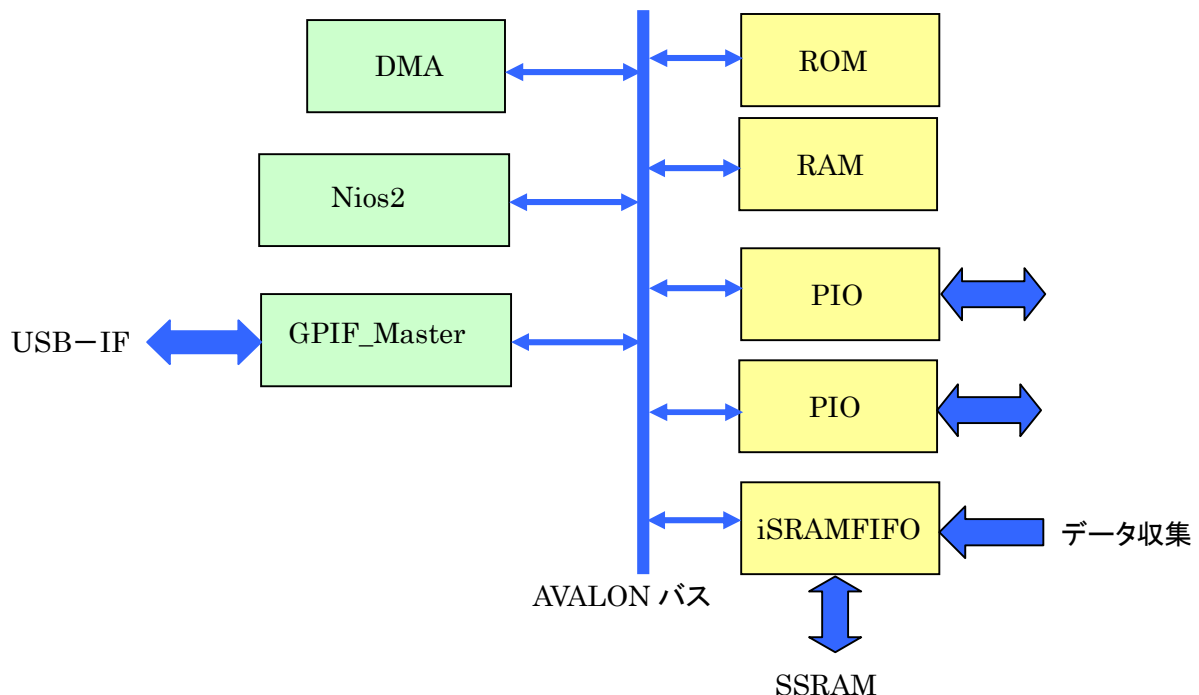 DMA
ROM
RAM
Nios2
PIO
GPIF_Master
USB－IF
PIO
iSRAMFIFO
データ収集
AVALON バス
SSRAM